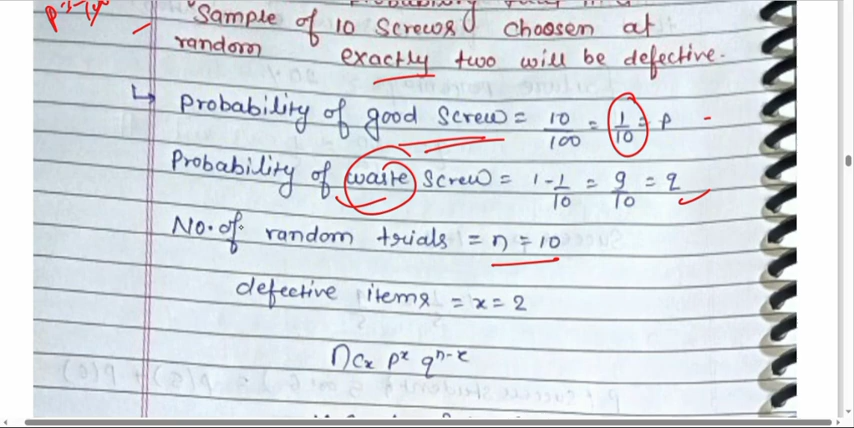 "Sample of 10 Screws choosen at
random exactly two will be defective.
↳ Probability of good screw = 10/100 = 1/10 = P
Probability of waste screw = 1 - 1/10 = 9/10 = q
No. of random trials = n = 10
defective items = x = 2
ncx p^x q^n-x